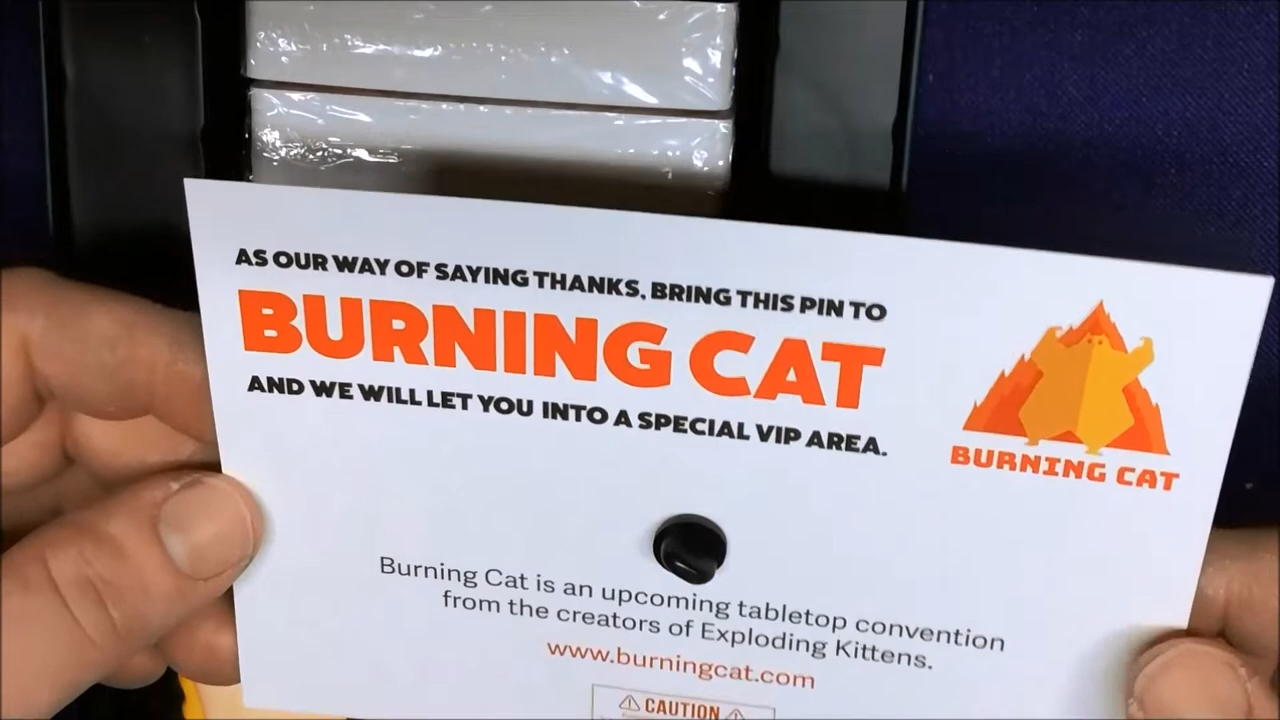 AS OUR WAY OF SAYING THANKS, BRING THIS PIN TO
BURNING CAT
AND WE WILL LET YOU INTO A SPECIAL VIP AREA.
BURNING CAT
Burning Cat is an upcoming tabletop convention
from the creators of Exploding Kittens.
www.burningcat.com
CAUTION